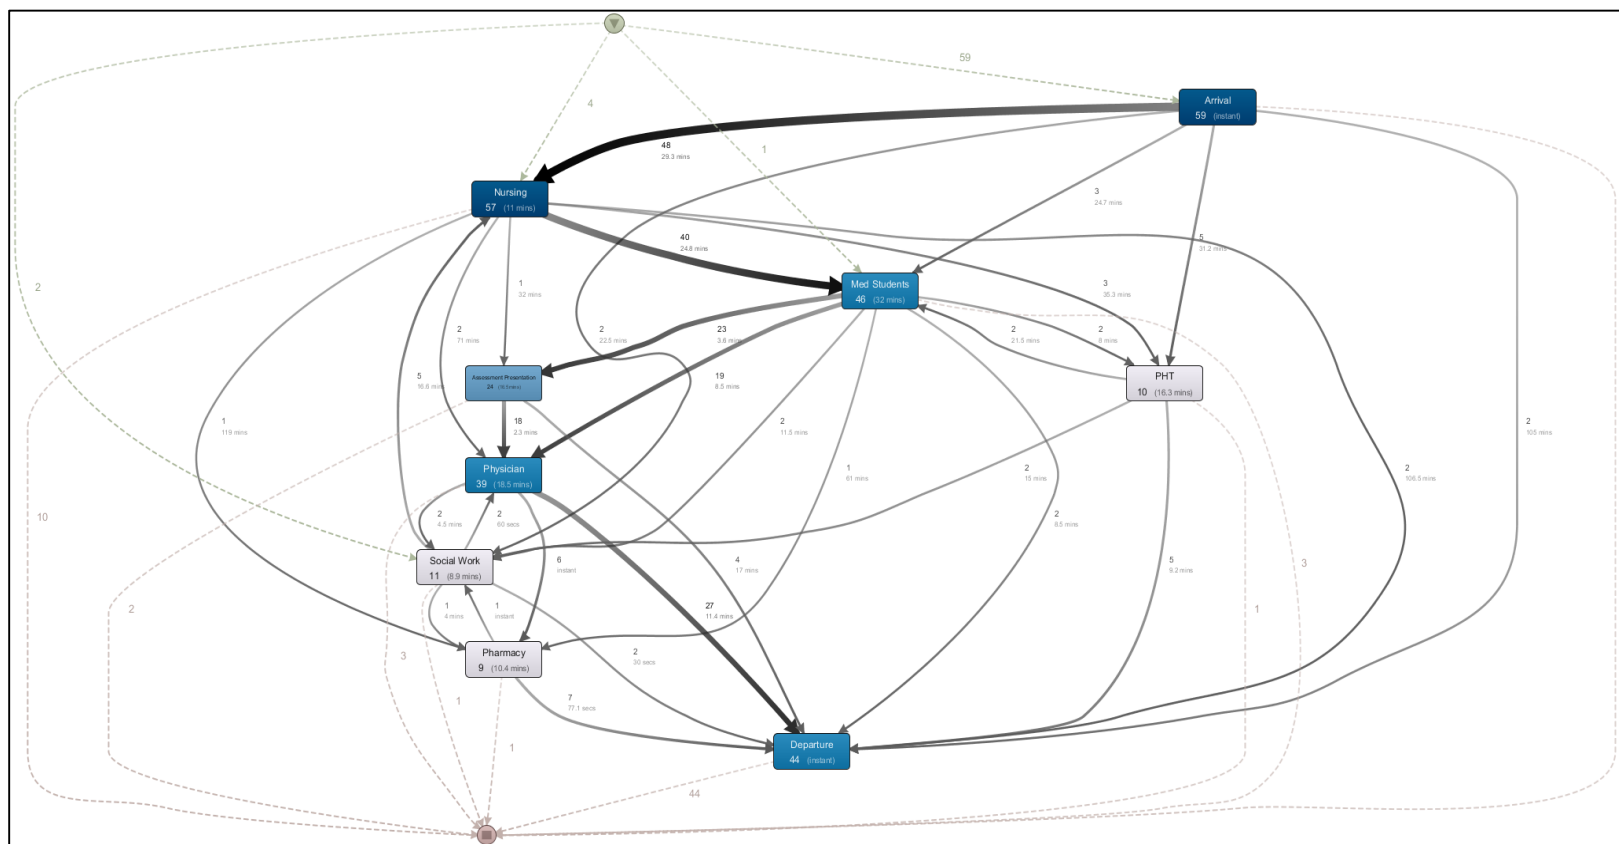 59
Arrival
59 (instant)
4
48
29.3 mins
1
Nursing
57 (11 mins)
3
24.7 mins
40
24.8 mins
5
31.2 mins
Med Students
46 (32 mins)
1
32 mins
3
35.3 mins
2
2
71 mins
2
22.5 mins
23
3.6 mins
2
21.5 mins
2
Assessment Presentation
24
PHT
10 (16.3 mins)
5
16.6 mins
19
8.5 mins
1
119 mins
18
2.3 mins
2
11.5 mins
2
105 mins
Physician
39 (18.5 mins)
1
61 mins
2
15 mins
2
106.5 mins
10
2
4.5 mins
2
60 secs
2
8.5 mins
Social Work
11 (8.9 mins)
6
instant
4
17 mins
5
9.2 mins
3
2
1
4 mins
1
instant
27
11.4 mins
1
Pharmacy
9 (10.4 mins)
3
2
30 secs
1
7
77.1 secs
1
Departure
44 (instant)
44